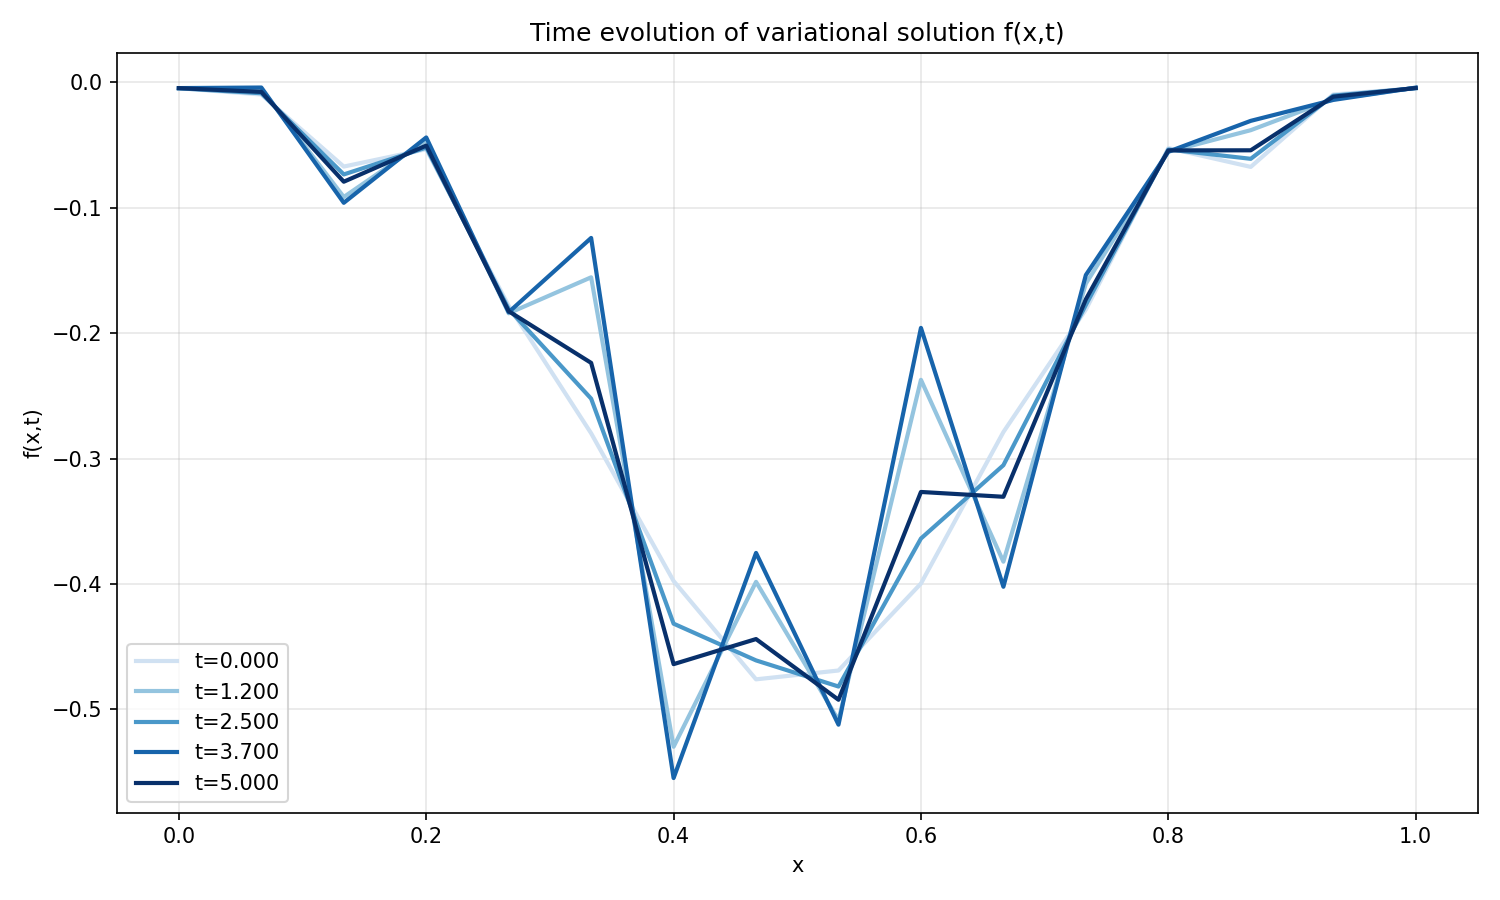 Time evolution of variational solution f(x,t)
0.0
−0.1
−0.2
−0.3
−0.4
−0.5
f(x,t)
t=0.000
t=1.200
t=2.500
t=3.700
t=5.000
0.0 0.2 0.4 0.6 0.8 1.0
x